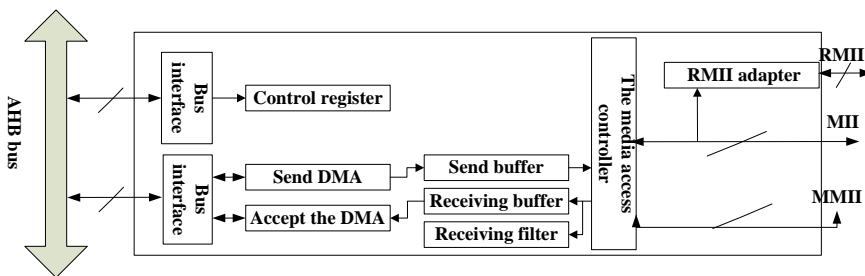 AHB bus
Bus
interface
Control register
Bus
interface
Send DMA
Accept the DMA
Send buffer
Receiving buffer
Receiving filter
The media access
controller
RMII adapter
RMII
MII
MMII